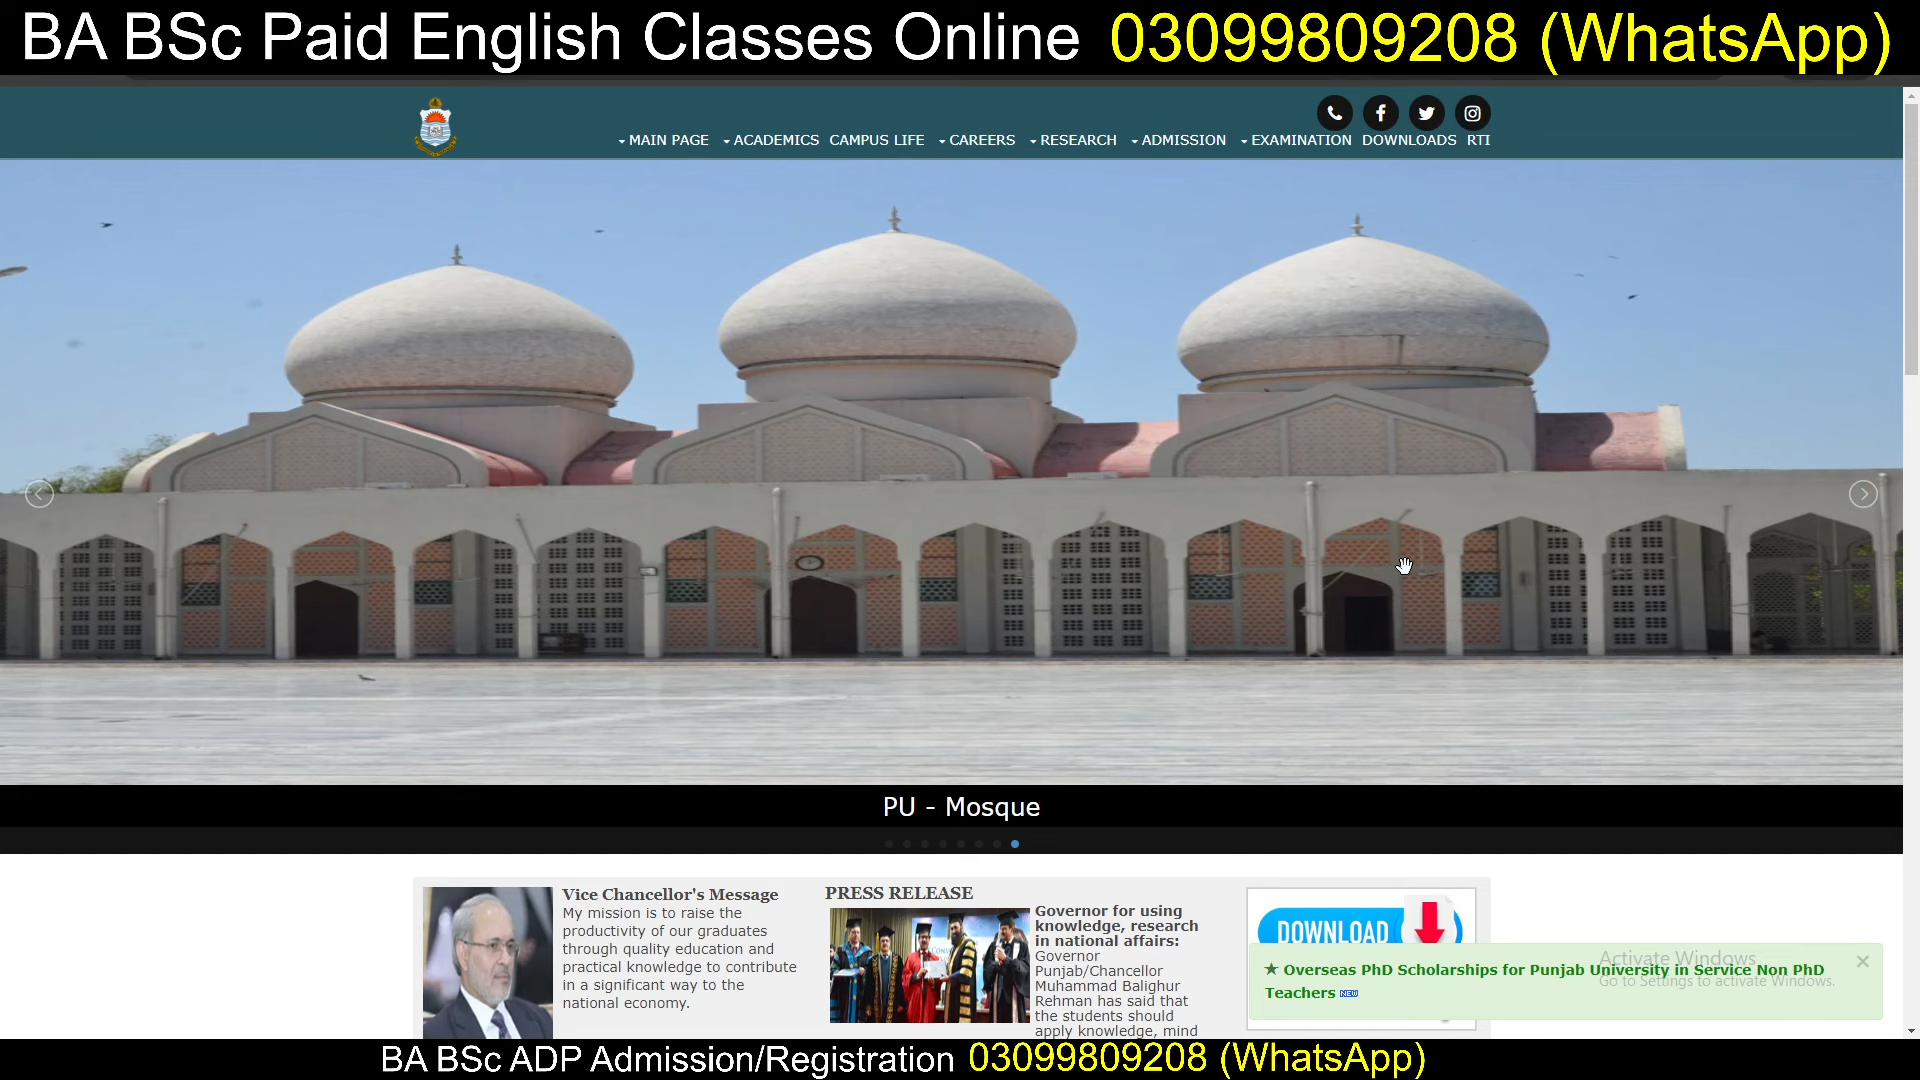 BA BSc Paid English Classes Online 03099809208 (WhatsApp)
MAIN PAGE ACADEMICS CAMPUS LIFE CAREERS RESEARCH ADMISSION EXAMINATION DOWNLOADS RTI
PU - Mosque
Vice Chancellor's Message
My mission is to raise the
productivity of our graduates
through quality education and
practical knowledge to contribute
in a significant way to the
national economy.
PRESS RELEASE
Governor for using
knowledge, research
in national affairs:
Governor
Punjab/Chancellor
Muhammad Balighur
Rehman has said that
the students should
apply knowledge, mind
DOWNLOAD
★ Overseas PhD Scholarships for Punjab University in Service Non PhD
Teachers NEW
Activate Windows
Go to Settings to activate Windows.
BA BSc ADP Admission/Registration 03099809208 (WhatsApp)